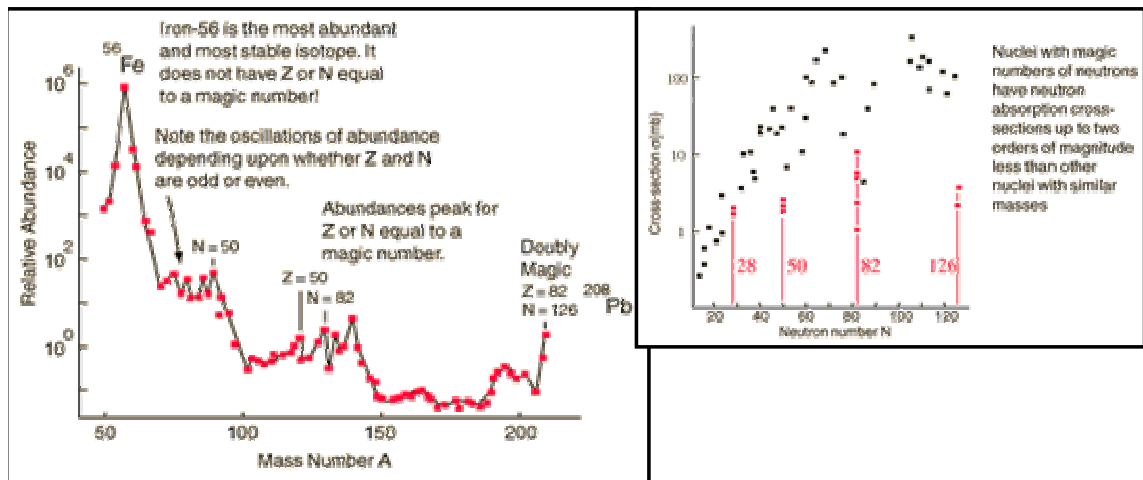 Iron-56 is the most abundant
and most stable isotope. It
does not have Z or N equal
to a magic number!
56Fe
Note the oscillations of abundance
depending upon whether Z and N
are odd or even.
Abundances peak for
Z or N equal to a
magic number.
N = 50
Z = 50
N = 82
Doubly
Magic
Z = 82
N = 126
208Pb
10^6
10^4
10^2
10^0
Relative Abundance
50 100 150 200
Mass Number A
Nuclei with magic
numbers of neutrons
have neutron
absorption cross-
sections up to two
orders of magnitude
less than other
nuclei with similar
masses
100
10
1
Cross-section of(mb)
28 50 82 126
20 40 60 80 100 120
Neutron number N